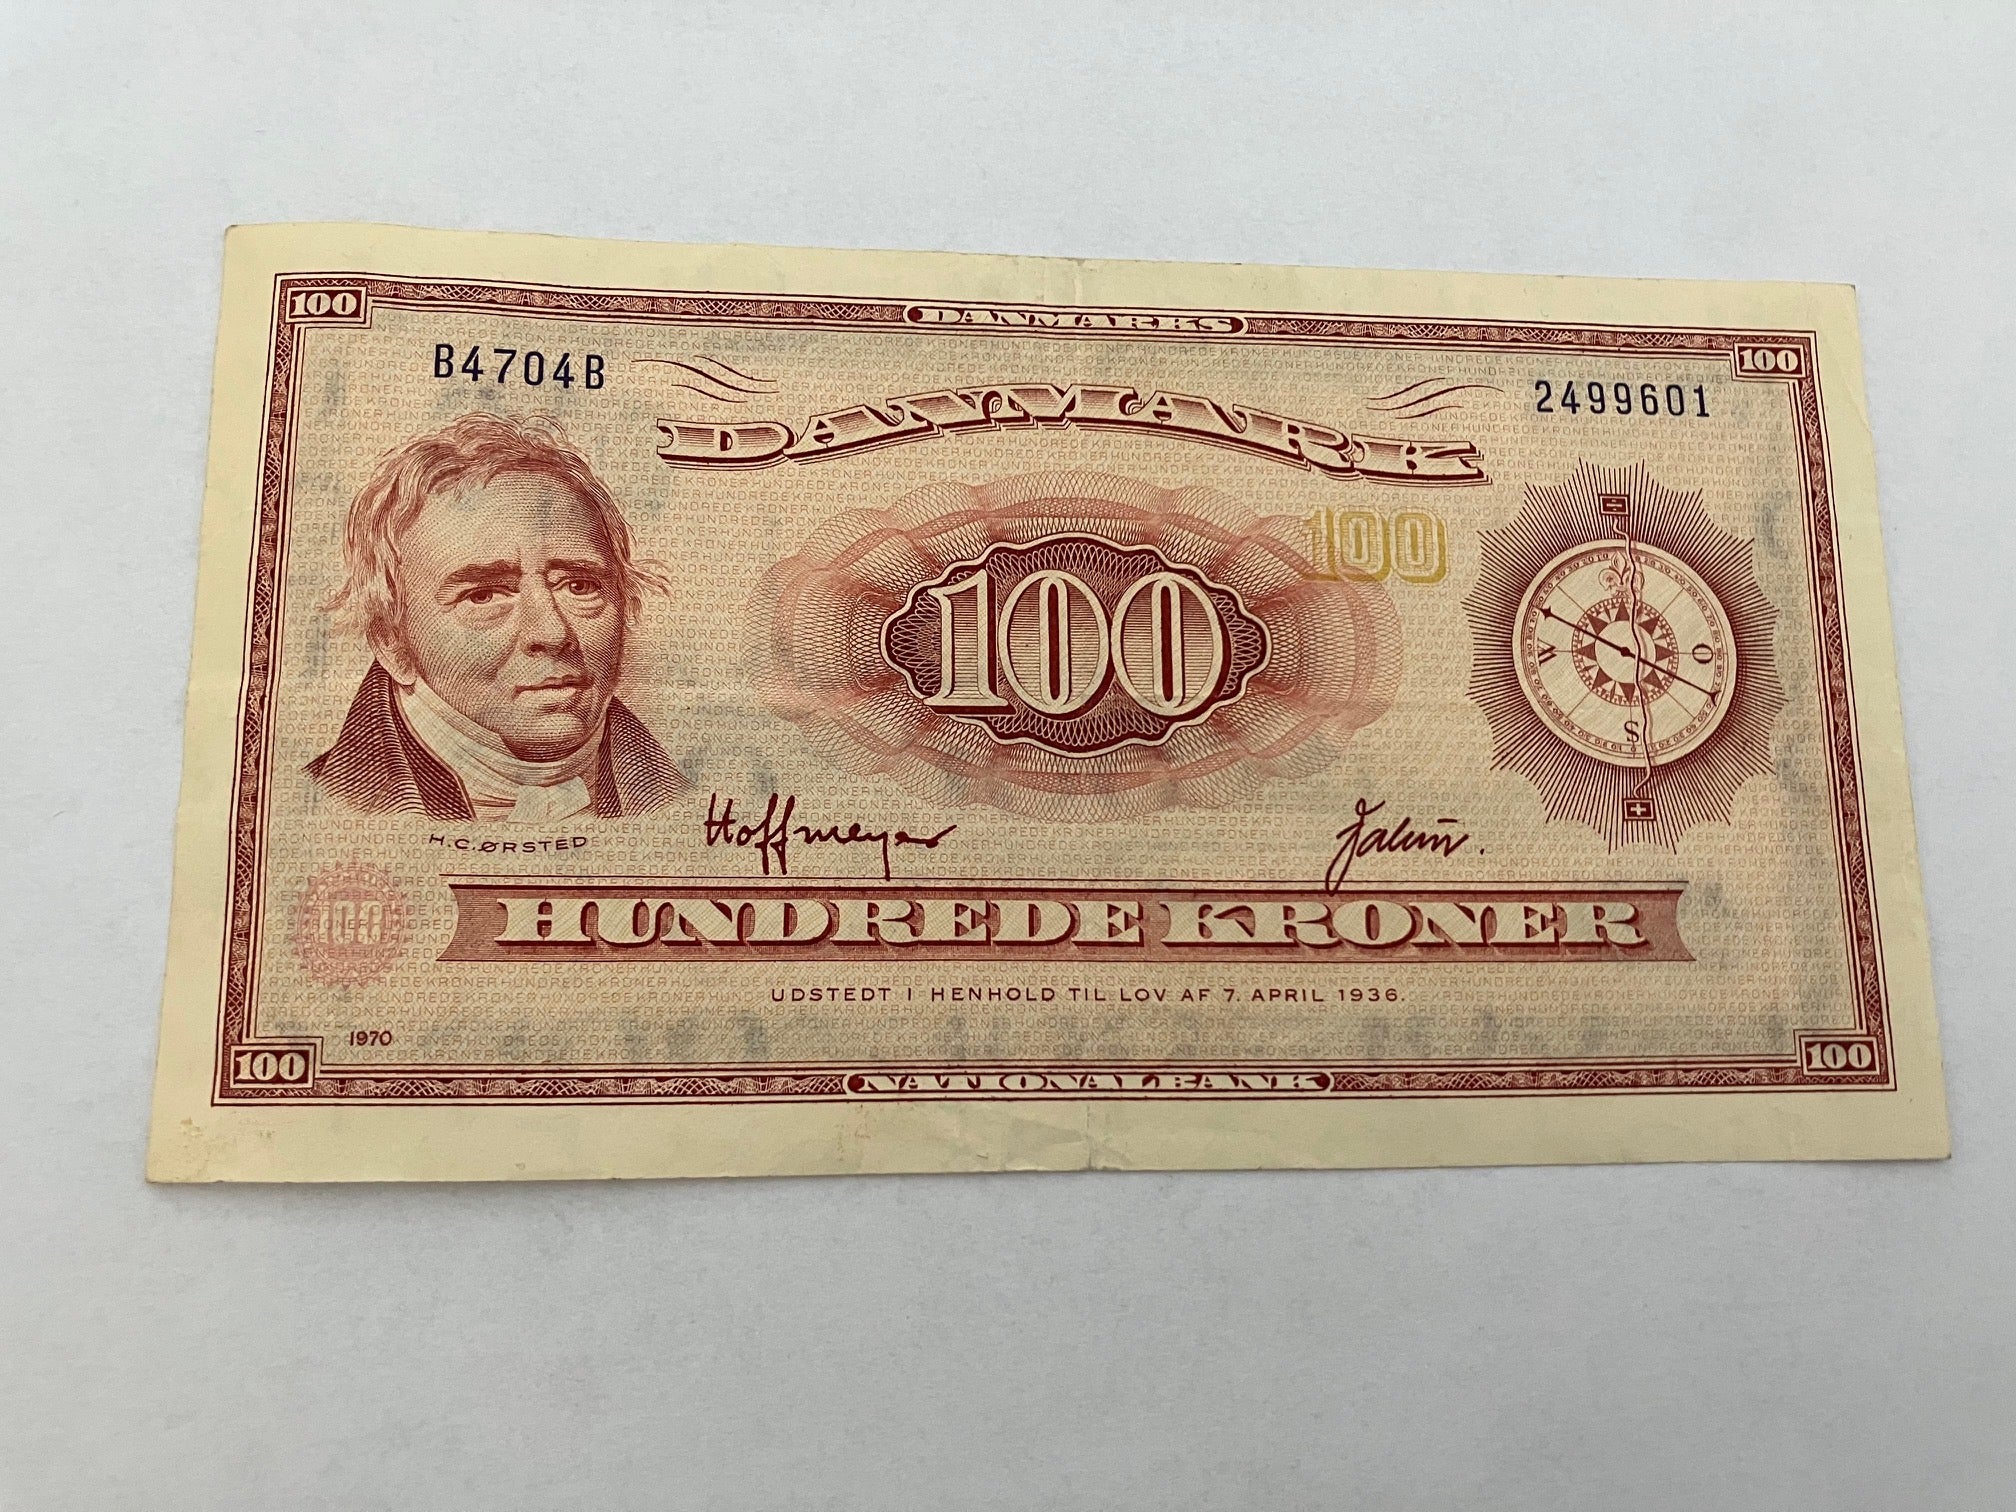 100
DANMARKS
100
B4704B
2499601
DANMARK
100
100
W
O
S
H.C.ØRSTED
Hoffmeyer
HUNDREDE KRONER
100
UDSTEDT I HENHOLD TIL LOV AF 7. APRIL 1936.
1970
100
NATIONALBANK
100